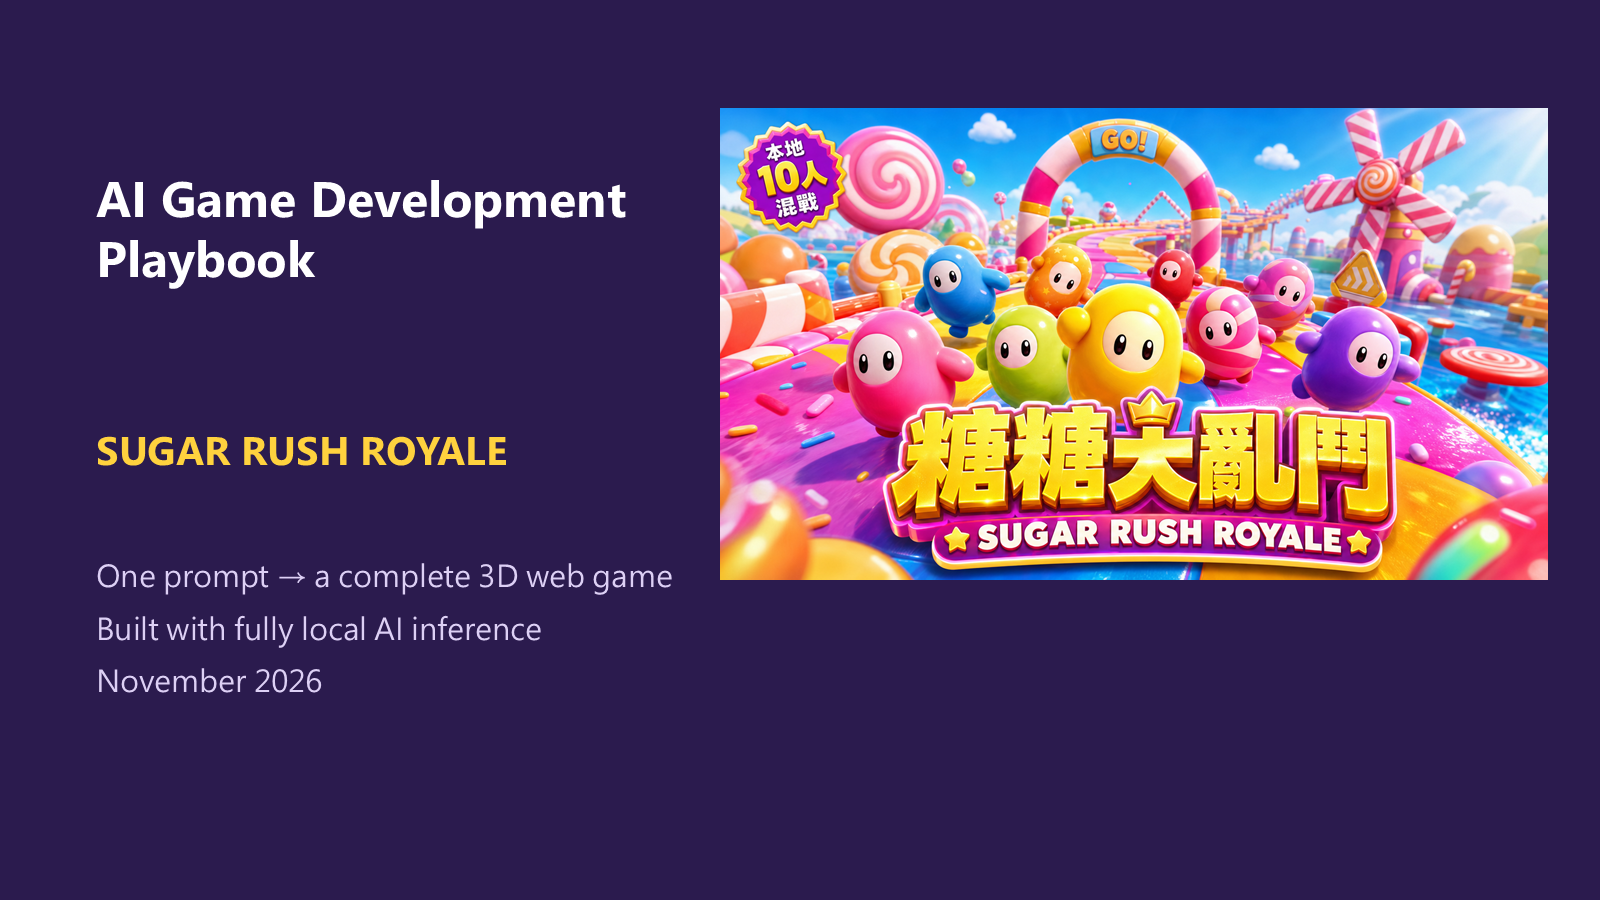 AI Game Development
Playbook
SUGAR RUSH ROYALE
One prompt → a complete 3D web game
Built with fully local AI inference
November 2026
本地
10人
混戰
GO!
糖糖大亂鬥
SUGAR RUSH ROYALE